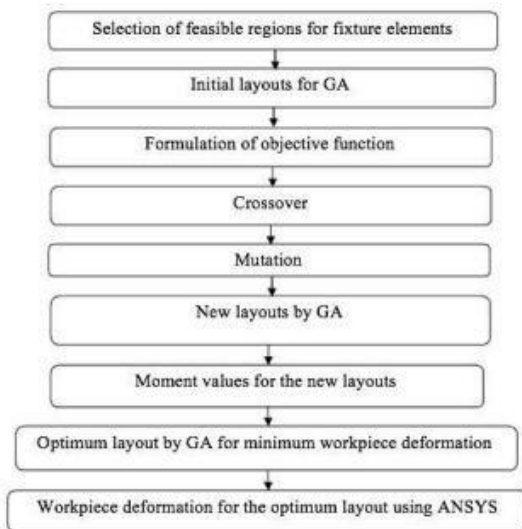 Selection of feasible regions for fixture elements
Initial layouts for GA
Formulation of objective function
Crossover
Mutation
New layouts by GA
Moment values for the new layouts
Optimum layout by GA for minimum workpiece deformation
Workpiece deformation for the optimum layout using ANSYS